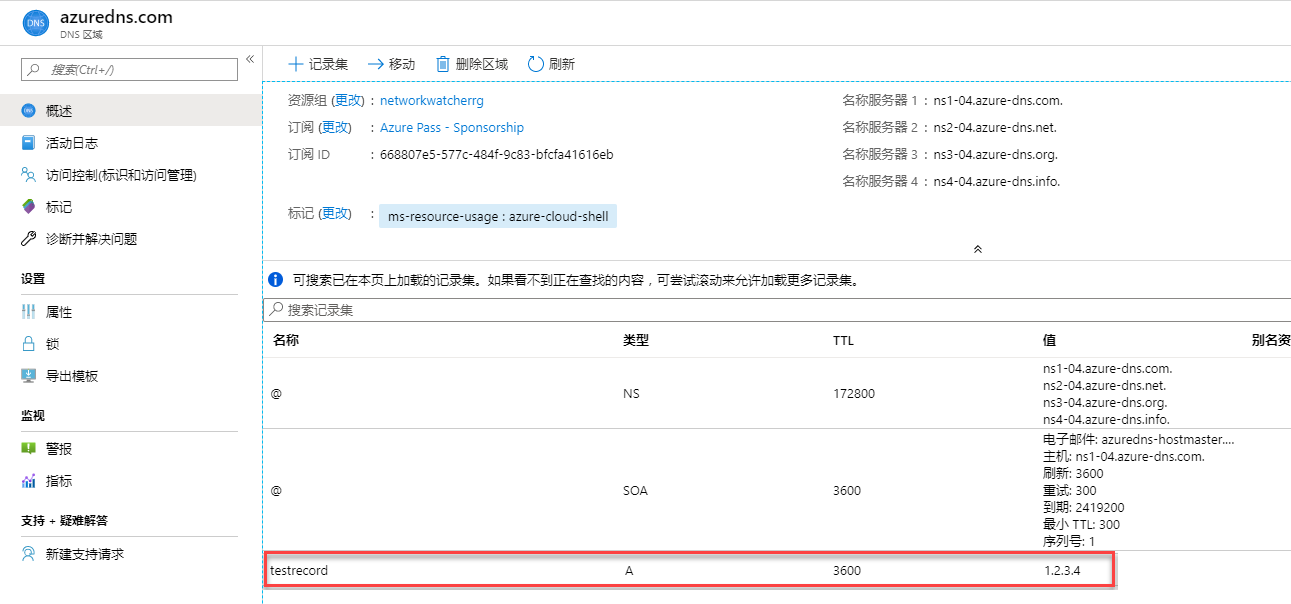 DNS
azuredns.com
DNS 区域
搜索(Ctrl+/)
«
概述
活动日志
访问控制(标识和访问管理)
标记
诊断并解决问题
设置
属性
锁
导出模板
监视
警报
指标
支持 + 疑难解答
新建支持请求
记录集 移动 删除区域 刷新
资源组 (更改) : networkwatcherrg
订阅 (更改) : Azure Pass - Sponsorship
订阅 ID : 668807e5-577c-484f-9c83-bfcfa41616eb
标记 (更改) : ms-resource-usage : azure-cloud-shell
名称服务器 1 : ns1-04.azure-dns.com.
名称服务器 2 : ns2-04.azure-dns.net.
名称服务器 3 : ns3-04.azure-dns.org.
名称服务器 4 : ns4-04.azure-dns.info.
可搜索已在本页上加载的记录集。如果看不到正在查找的内容，可尝试滚动来允许加载更多记录集。
搜索记录集
名称 类型 TTL 值 别名资
@ NS 172800 ns1-04.azure-dns.com.
ns2-04.azure-dns.net.
ns3-04.azure-dns.org.
ns4-04.azure-dns.info.
@ SOA 3600 电子邮件: azuredns-hostmaster....
主机: ns1-04.azure-dns.com.
刷新: 3600
重试: 300
到期: 2419200
最小 TTL: 300
序列号: 1
testrecord A 3600 1.2.3.4